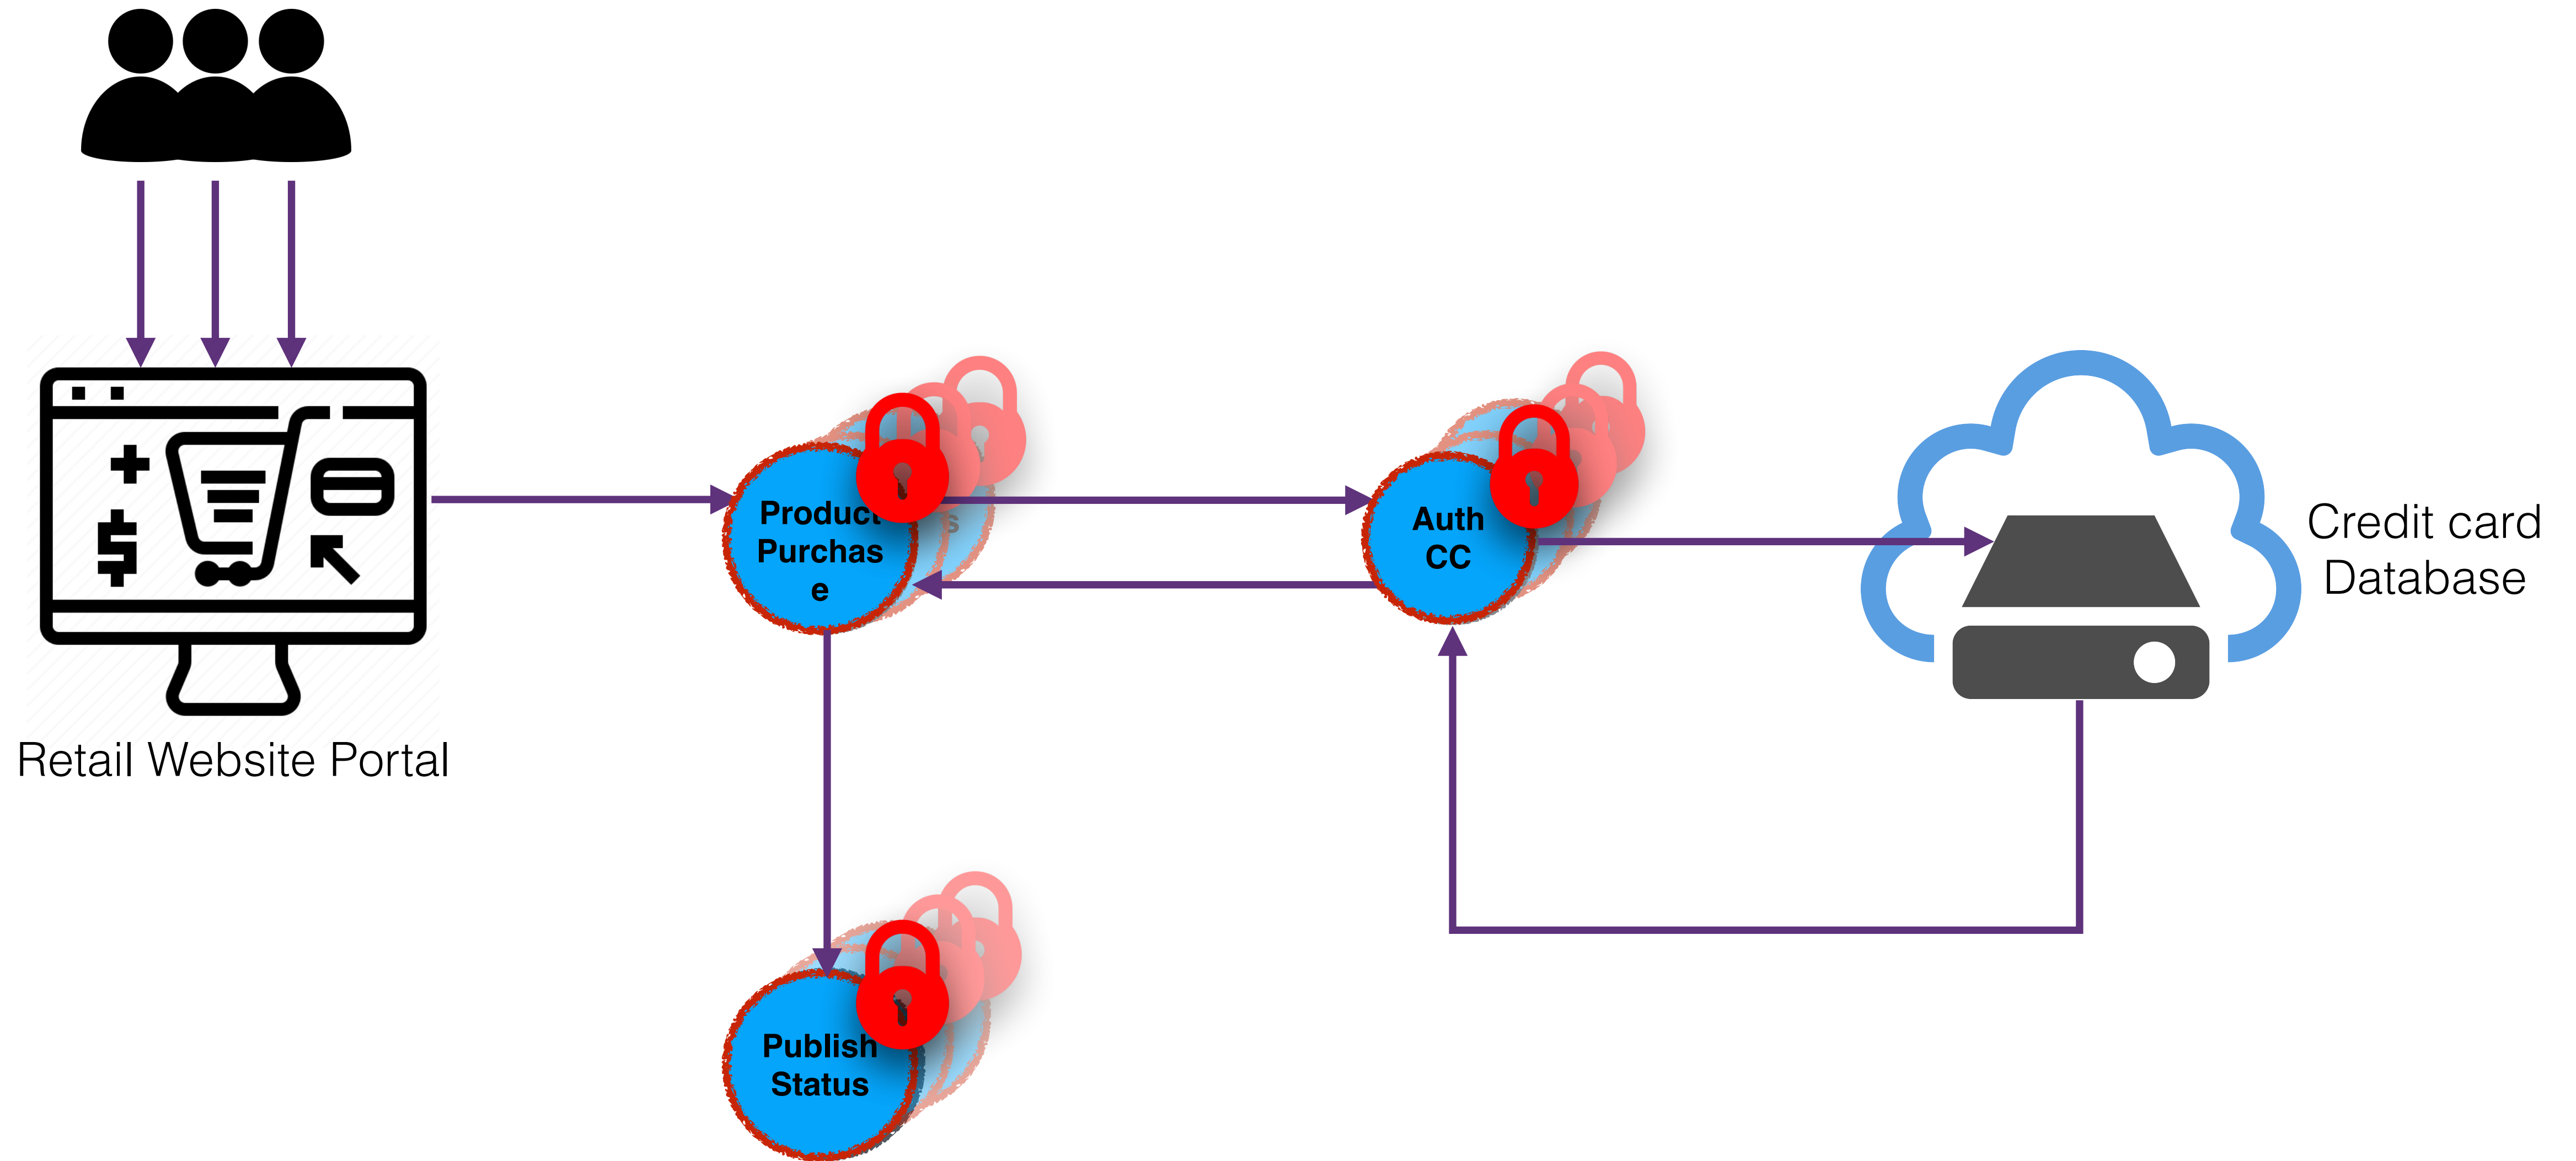 Product
Purchas
e
s
Auth
CC
Credit card
Database
Retail Website Portal
Publish
Status